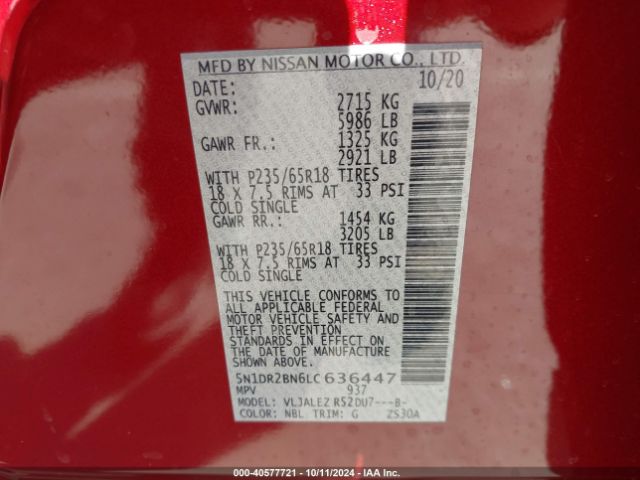 MFD BY NISSAN MOTOR CO., LTD.
DATE: 10/20
GVWR: 2715 KG
5986 LB
GAWR FR.: 1325 KG
2921 LB
WITH P235/65R18 TIRES
18 X 7.5 RIMS AT 33 PSI
COLD SINGLE
GAWR RR.: 1454 KG
3205 LB
WITH P235/65R18 TIRES
18 X 7.5 RIMS AT 33 PSI
COLD SINGLE
THIS VEHICLE CONFORMS TO
ALL APPLICABLE FEDERAL
MOTOR VEHICLE SAFETY AND
THEFT PREVENTION
STANDARDS IN EFFECT ON
THE DATE OF MANUFACTURE
SHOWN ABOVE.
5N1DR2BN6LC636447
MPV 937
MODEL: VLJALEZ RS2DU7---B-
COLOR: NBL TRIM: G ZS30A
000-40577721 - 10/11/2024 - IAA Inc.